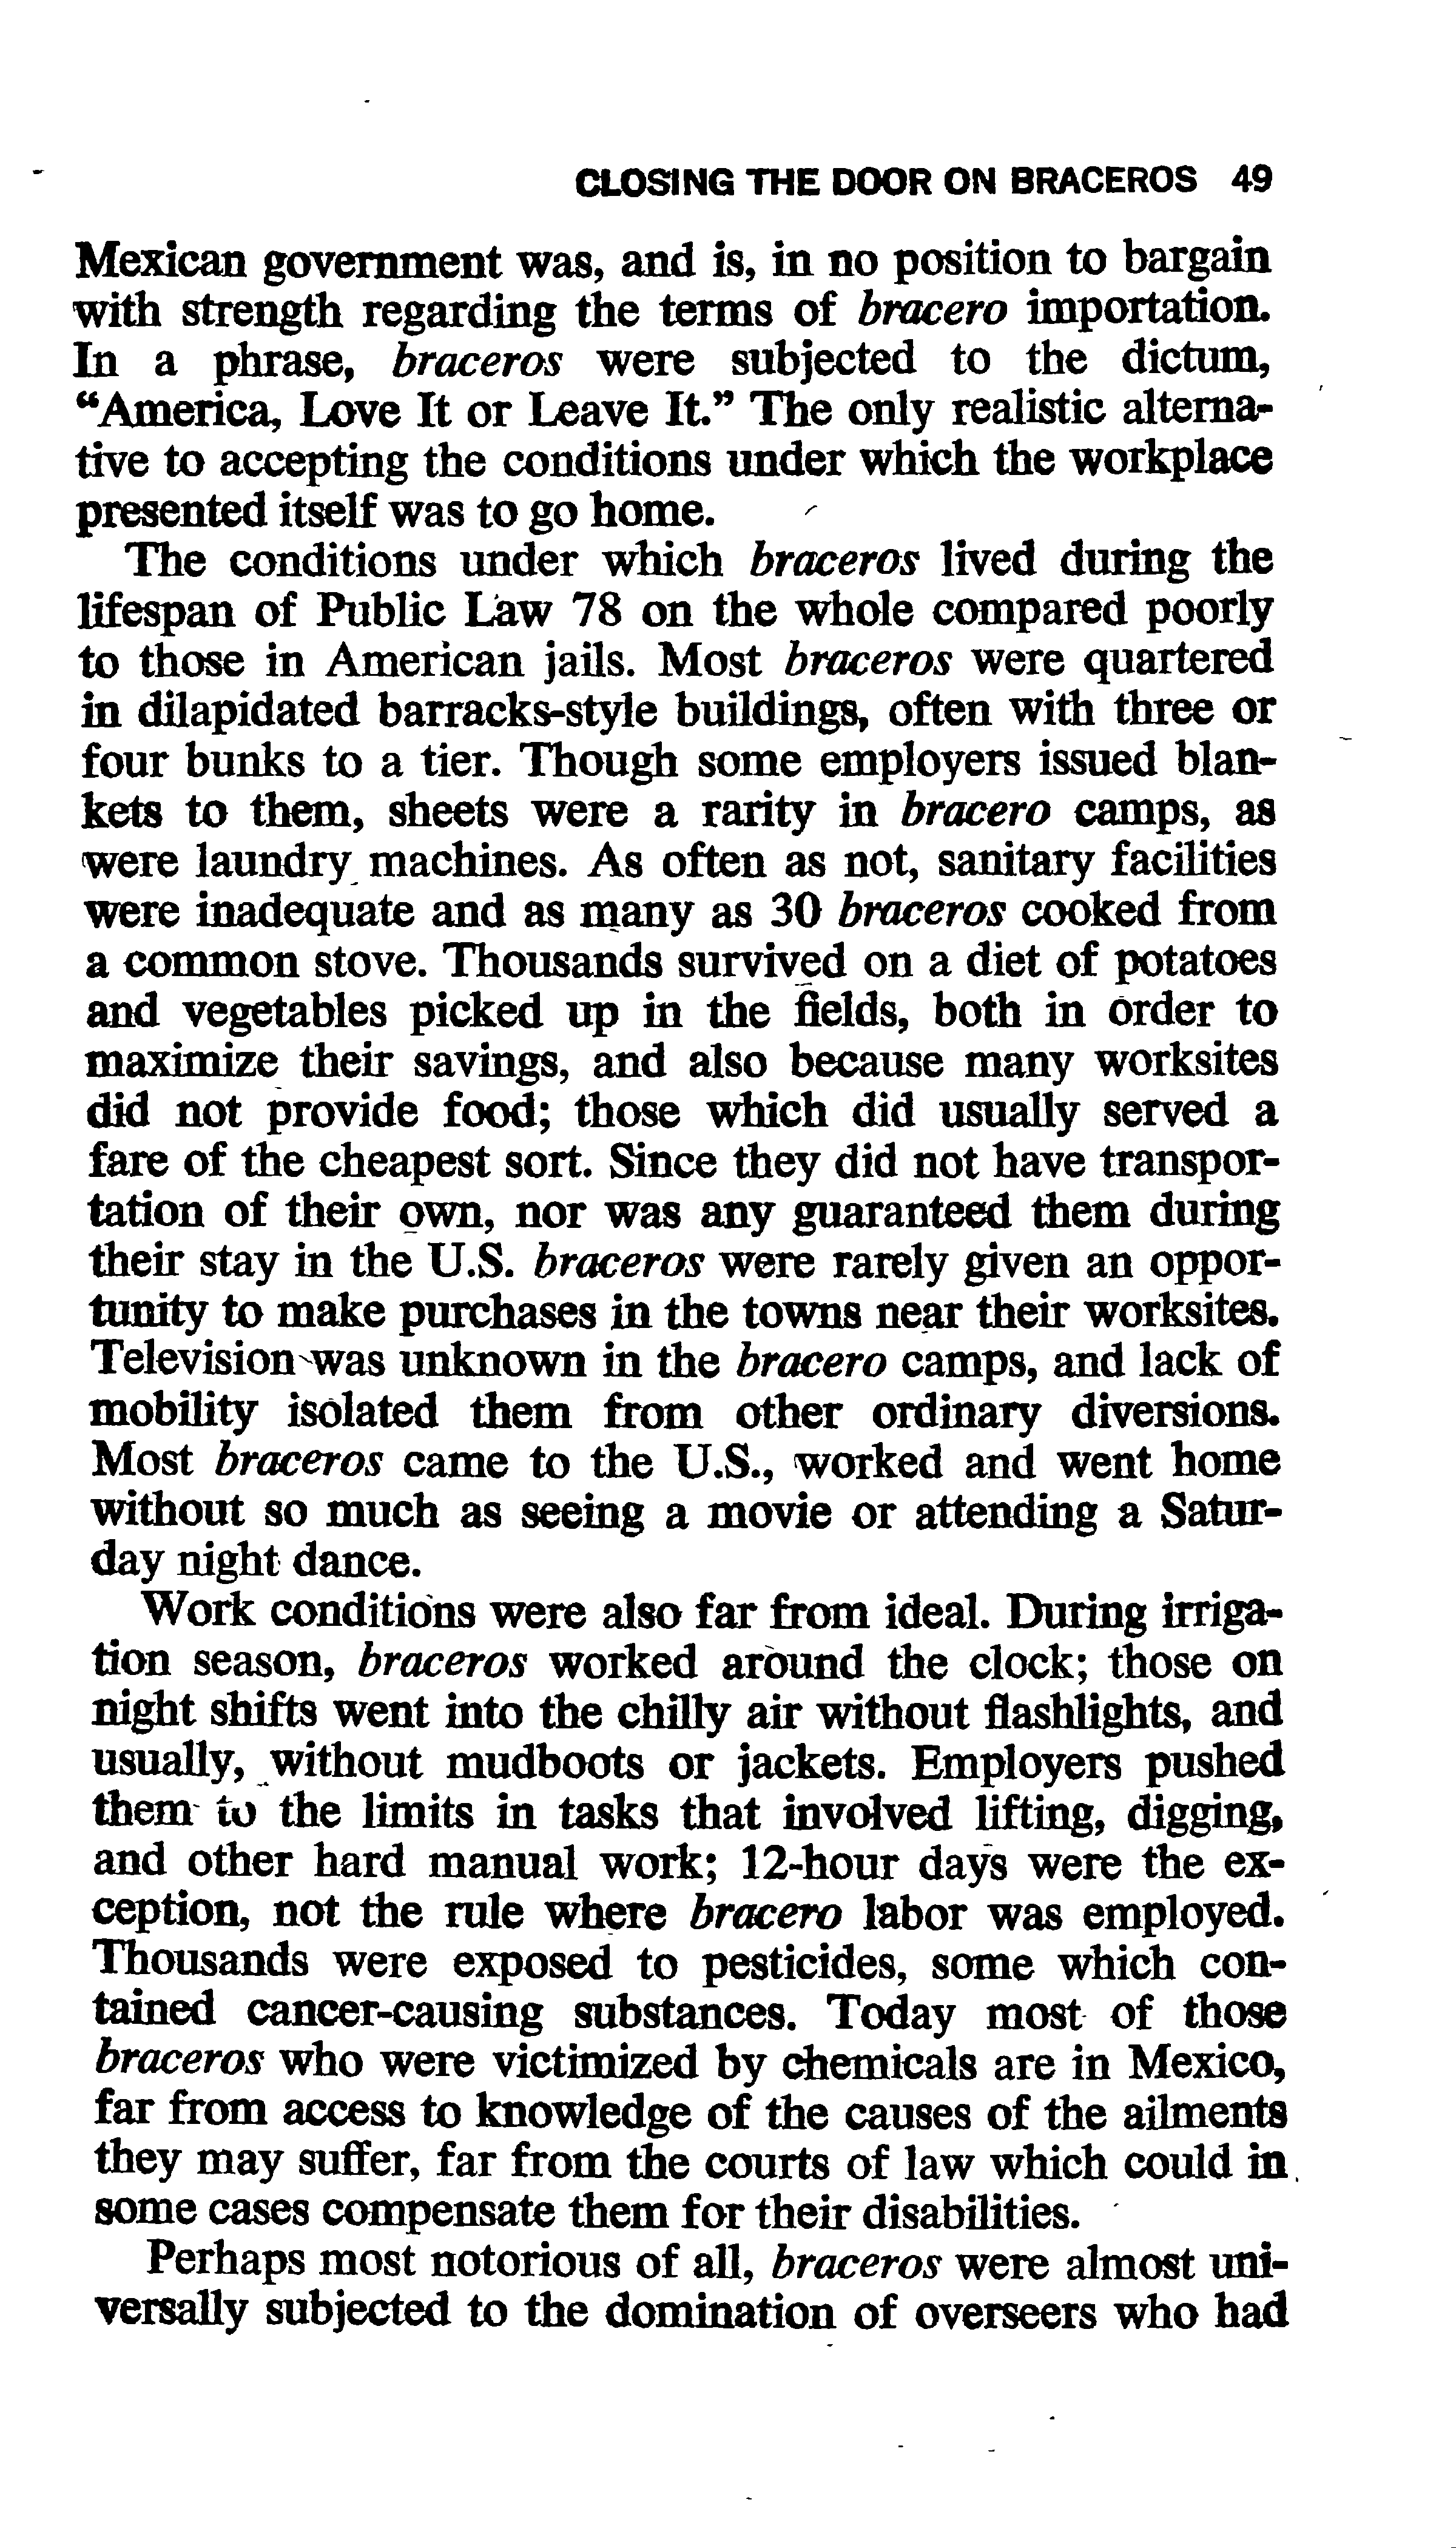 CLOSING THE DOOR ON BRACEROS 49
Mexican government was, and is, in no position to bargain
with strength regarding the terms of bracero importation.
In a phrase, braceros were subjected to the dictum,
“America, Love It or Leave It.” The only realistic alterna-
tive to accepting the conditions under which the workplace
presented itself was to go home.
The conditions under which braceros lived during the
lifespan of Public Law 78 on the whole compared poorly
to those in American jails. Most braceros were quartered
in dilapidated barracks-style buildings, often with three or
four bunks to a tier. Though some employers issued blan-
kets to them, sheets were a rarity in bracero camps, as
were laundry machines. As often as not, sanitary facilities
were inadequate and as many as 30 braceros cooked from
a common stove. Thousands survived on a diet of potatoes
and vegetables picked up in the fields, both in order to
maximize their savings, and also because many worksites
did not provide food; those which did usually served a
fare of the cheapest sort. Since they did not have transpor-
tation of their own, nor was any guaranteed them during
their stay in the U.S. braceros were rarely given an oppor-
tunity to make purchases in the towns near their worksites.
Television was unknown in the bracero camps, and lack of
mobility isolated them from other ordinary diversions.
Most braceros came to the U.S., worked and went home
without so much as seeing a movie or attending a Satur-
day night dance.
Work conditions were also far from ideal. During irriga-
tion season, braceros worked around the clock; those on
night shifts went into the chilly air without flashlights, and
usually, without mudboots or jackets. Employers pushed
them to the limits in tasks that involved lifting, digging,
and other hard manual work; 12-hour days were the ex-
ception, not the rule where bracero labor was employed.
Thousands were exposed to pesticides, some which con-
tained cancer-causing substances. Today most of those
braceros who were victimized by chemicals are in Mexico,
far from access to knowledge of the causes of the ailments
they may suffer, far from the courts of law which could in
some cases compensate them for their disabilities.
Perhaps most notorious of all, braceros were almost uni-
versally subjected to the domination of overseers who had